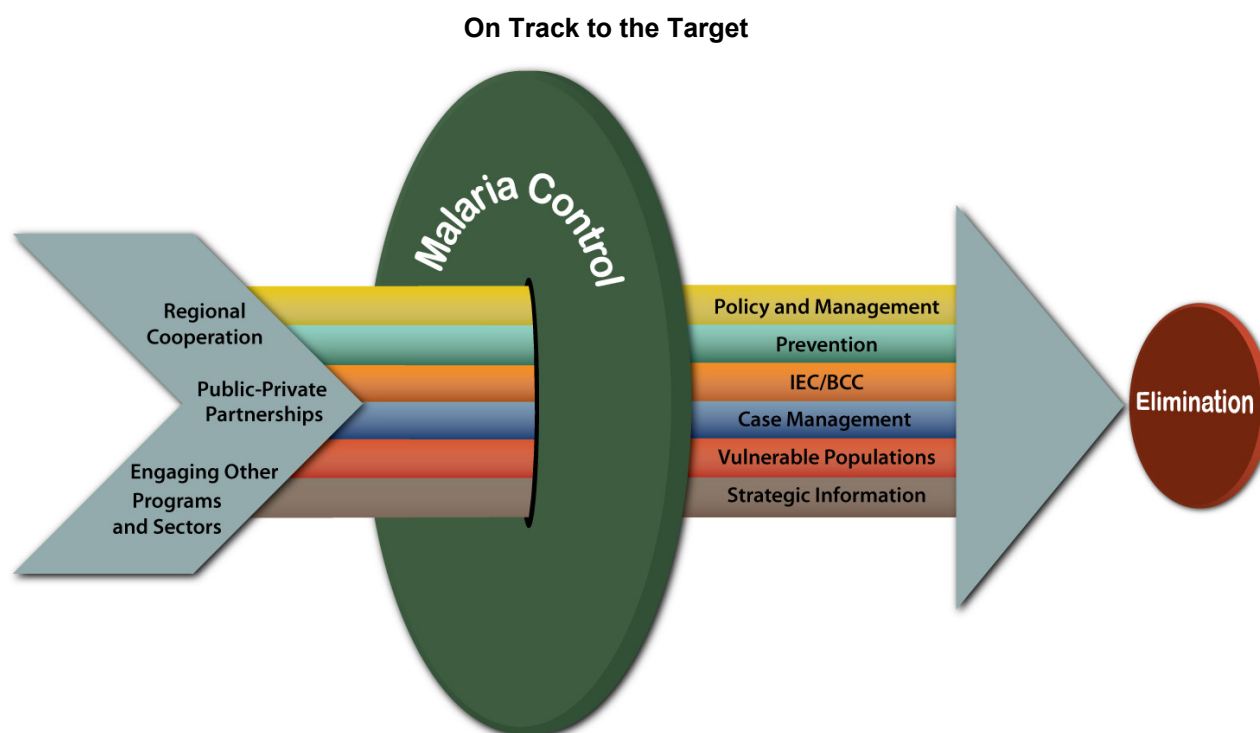 On Track to the Target
Malaria Control
Regional
Cooperation
Public-Private
Partnerships
Engaging Other
Programs
and Sectors
Policy and Management
Prevention
IEC/BCC
Case Management
Vulnerable Populations
Strategic Information
Elimination